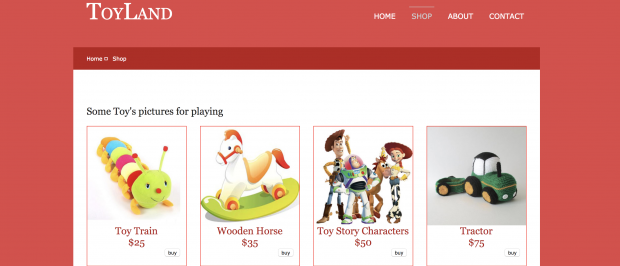 TOYLAND
HOME SHOP ABOUT CONTACT
Home Shop
Some Toy's pictures for playing
Toy Train Wooden Horse Toy Story Characters Tractor
$25 $35 $50 $75
buy buy buy buy